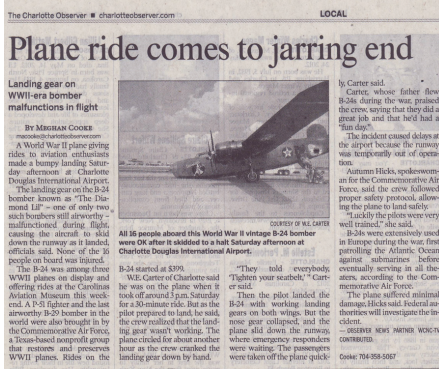 The Charlotte Observer ■ charlotteobserver.com
LOCAL
Plane ride comes to jarring end
Landing gear on
WWII-era bomber
malfunctions in flight
BY MEGHAN COOKE
macooke@charlotteobserver.com
A World War II plane giving
rides to aviation enthusiasts
made a bumpy landing Satur-
day afternoon at Charlotte
Douglas International Airport.
The landing gear on the B-24
bomber known as "The Dia-
mond Lil" – one of only two
such bombers still airworthy –
malfunctioned during flight,
causing the aircraft to skid
down the runway as it landed,
officials said. None of the 16
people on board was injured.
The B-24 was among three
WWII planes on display and
offering rides at the Carolinas
Aviation Museum this week-
end. A P-51 fighter and the last
airworthy B-29 bomber in the
world were also brought in by
the Commemorative Air Force,
a Texas-based nonprofit group
that restores and preserves
WWII planes. Rides on the
COURTESY OF W.E. CARTER
All 16 people aboard this World War II vintage B-24 bomber
were OK after it skidded to a halt Saturday afternoon at
Charlotte Douglas International Airport.
B-24 started at $399.
W.E. Carter of Charlotte said
he was on the plane when it
took off around 3 p.m. Saturday
for a 30-minute ride. But as the
pilot prepared to land, he said,
the crew realized that the land-
ing gear wasn't working. The
plane circled for about another
hour as the crew cranked the
landing gear down by hand.
"They told everybody,
'Tighten your seatbelt,' " Cart-
er said.
Then the pilot landed the
B-24 with working landing
gears on both wings. But the
nose gear collapsed, and the
plane slid down the runway,
where emergency responders
were waiting. The passengers
were taken off the plane quick-
ly, Carter said.
Carter, whose father flew
B-24s during the war, praised
the crew, saying that they did a
great job and that he'd had a
"fun day."
The incident caused delays at
the airport because the runway
was temporarily out of opera-
tion.
Autumn Hicks, spokeswom-
an for the Commemorative Air
Force, said the crew followed
proper safety protocol, allow-
ing the plane to land safely.
"Luckily the pilots were very
well trained," she said.
B-24s were extensively used
in Europe during the war, first
patrolling the Atlantic Ocean
against submarines before
eventually serving in all the-
aters, according to the Com-
memorative Air Force.
The plane suffered minimal
damage, Hicks said. Federal au-
thorities will investigate the in-
cident.
– OBSERVER NEWS PARTNER WCNC-TV
CONTRIBUTED.
Cooke: 704-358-5067